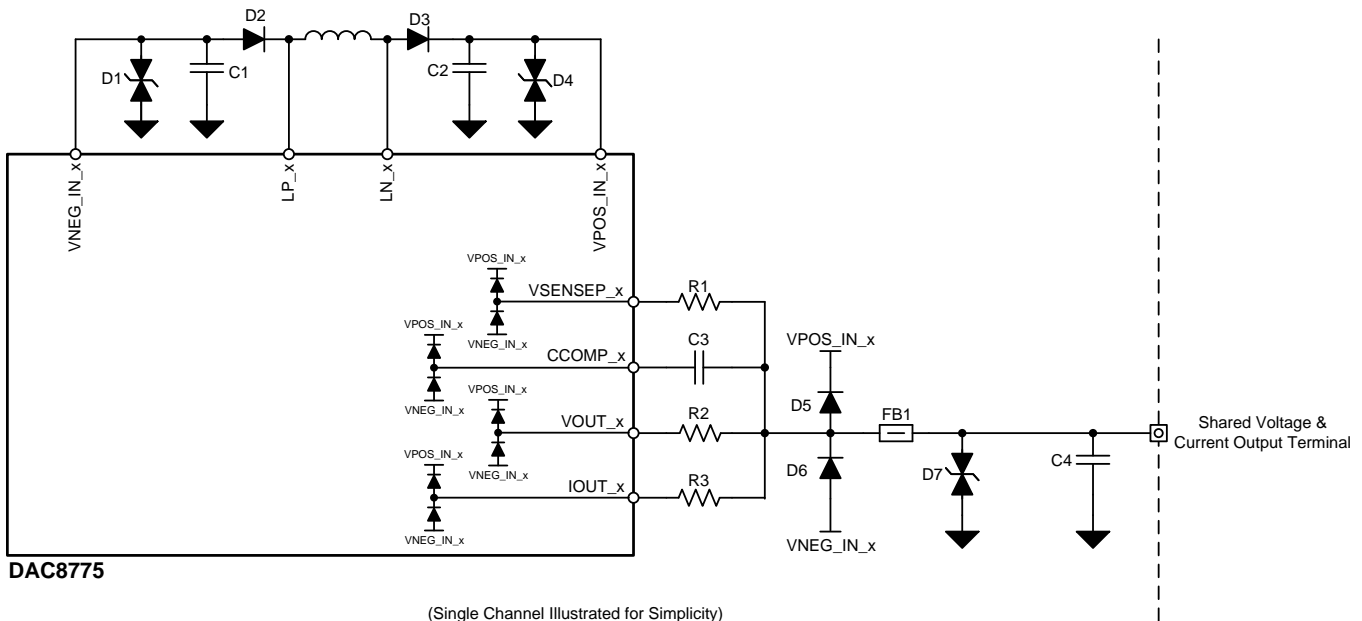 D2
D3
D1
C1
C2
D4
VNEG_IN_x
LP_x
LN_x
VPOS_IN_x
VPOS_IN_x
VSENSEP_x
R1
VNEG_IN_x
VPOS_IN_x
CCOMP_x
C3
VNEG_IN_x
VPOS_IN_x
VOUT_x
R2
VNEG_IN_x
VPOS_IN_x
IOUT_x
R3
VNEG_IN_x
VPOS_IN_x
D5
FB1
D6
VNEG_IN_x
D7
C4
Shared Voltage &
Current Output Terminal
DAC8775
(Single Channel Illustrated for Simplicity)